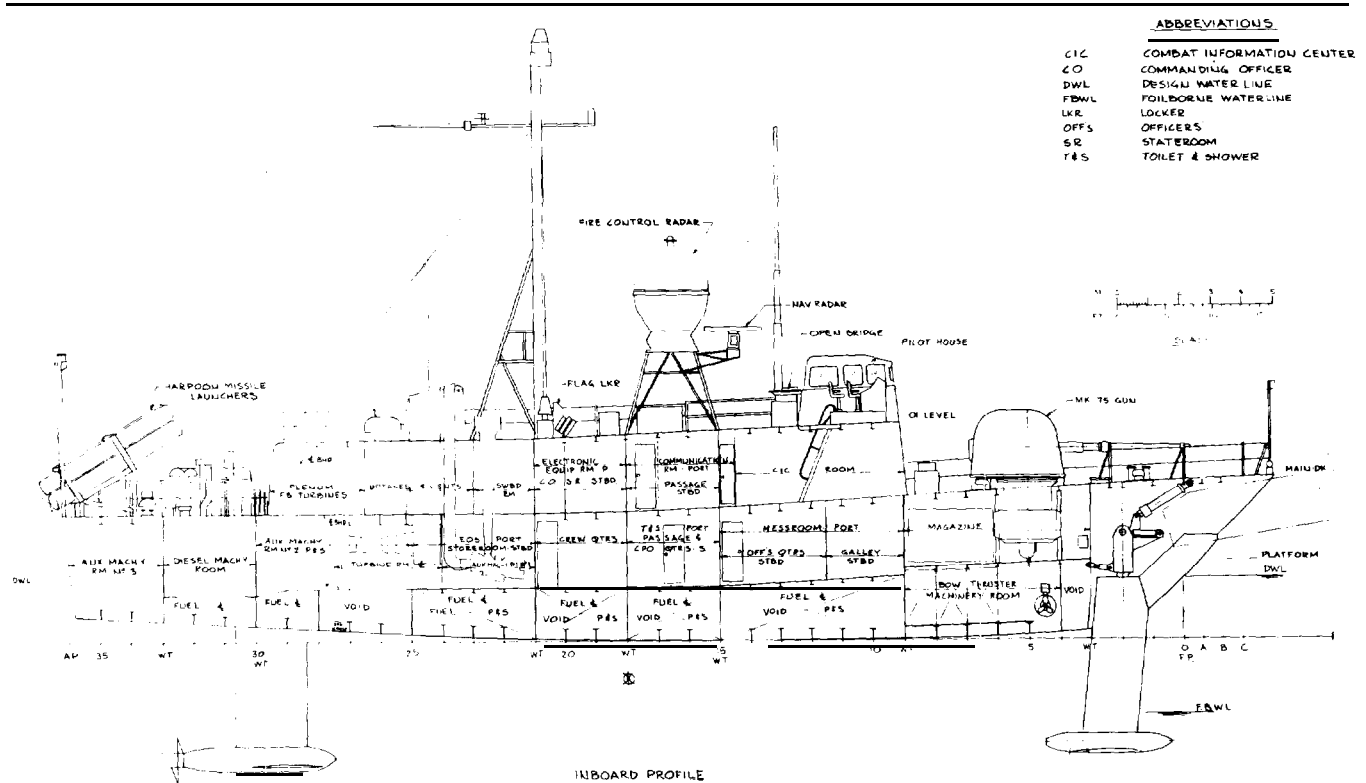 ABBREVIATIONS
CIC COMBAT INFORMATION CENTER
CO COMMANDING OFFICER
DWL DESIGN WATER LINE
FBWL FOILBORNE WATERLINE
LKR LOCKER
OFFS OFFICERS
SR STATEROOM
T&S TOILET & SHOWER
FIRE CONTROL RADAR
NAV RADAR
OPEN BRIDGE
PILOT HOUSE
HARPOON MISSILE
LAUNCHERS
FLAG LKR
01 LEVEL
MK 75 GUN
MAIN DK
PLENUM
FB TURBINES
SWBD
RM
ELECTRONIC
EQUIP RM - P
CO SR STBD
COMMUNICATION
RM - PORT
PASSAGE
STBD
CIC ROOM
AUX MACHY
RM Nº 3
DIESEL MACHY
ROOM
AUX MACHY
RM Nº 2 P&S
TURBINE RM
EOS PORT
STOREROOM-STBD
CREW QTRS
T&S PORT
PASSAGE &
CPO QTRS-S
MESSROOM PORT
OFF'S QTRS
STBD
GALLEY
STBD
MAGAZINE
BOW THRUSTER
MACHINERY ROOM
VOID
PLATFORM
DWL
DWL
FUEL ℄
FUEL ℄
VOID
FUEL ℄
FUEL P&S
FUEL ℄
VOID P&S
FUEL ℄
VOID P&S
FUEL ℄
VOID P&S
AP 35 WT 30 WT 25 WT 20 WT 15 WT 10 5 WT 0 F.P. A B C
FBWL
INBOARD PROFILE